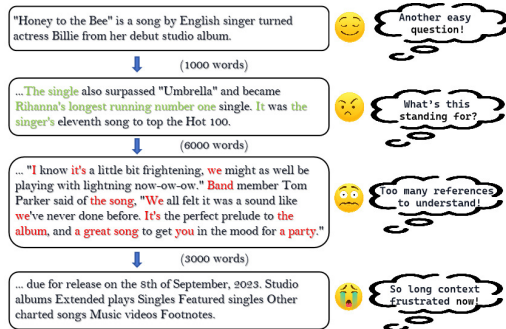 "Honey to the Bee" is a song by English singer turned
actress Billie from her debut studio album.
Another easy
question!
(1000 words)
...The single also surpassed "Umbrella" and became
Rihanna's longest running number one single. It was the
singer's eleventh song to top the Hot 100.
What's this
standing for?
(6000 words)
... "I know it's a little bit frightening, we might as well be
playing with lightning now-ow-ow." Band member Tom
Parker said of the song, "We all felt it was a sound like
we've never done before. It's the perfect prelude to the
album, and a great song to get you in the mood for a party."
Too many references
to understand!
(3000 words)
... due for release on the 8th of September, 2023. Studio
albums Extended plays Singles Featured singles Other
charted songs Music videos Footnotes.
So long context
frustrated now!